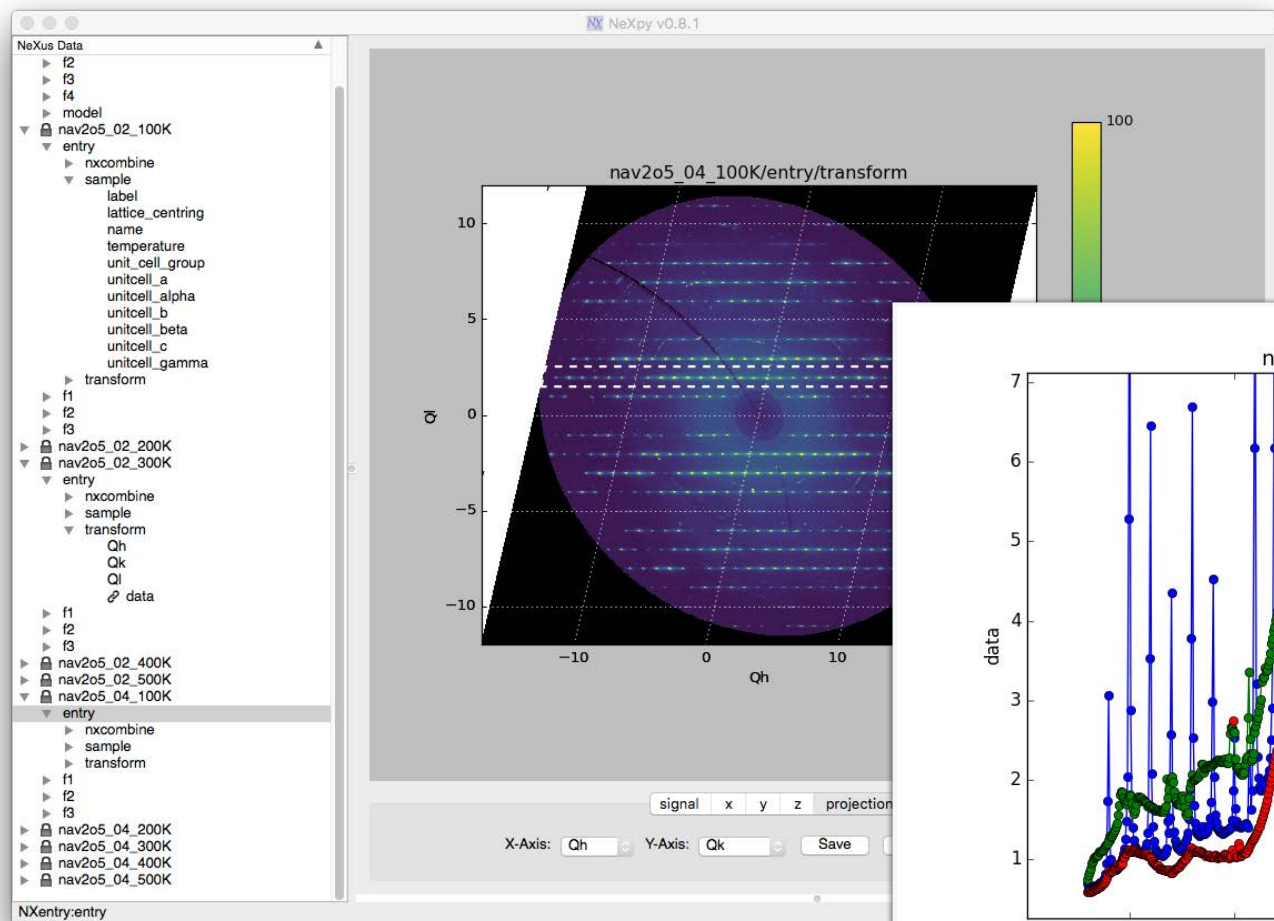 NX NeXpy v0.8.1
NeXus Data
f2
f3
f4
model
nav2o5_02_100K
entry
nxcombine
sample
label
lattice_centring
name
temperature
unit_cell_group
unitcell_a
unitcell_alpha
unitcell_b
unitcell_beta
unitcell_c
unitcell_gamma
transform
f1
f2
f3
nav2o5_02_200K
nav2o5_02_300K
entry
nxcombine
sample
transform
Qh
Qk
Ql
data
f1
f2
f3
nav2o5_02_400K
nav2o5_02_500K
nav2o5_04_100K
entry
nxcombine
sample
transform
f1
f2
f3
nav2o5_04_200K
nav2o5_04_300K
nav2o5_04_400K
nav2o5_04_500K
NXentry:entry
nav2o5_04_100K/entry/transform
100
10
5
0
−5
−10
Ql
−10 0 10
Qh
signal x y z projection
X-Axis: Qh Y-Axis: Qk Save
n
7
6
5
4
3
2
1
data